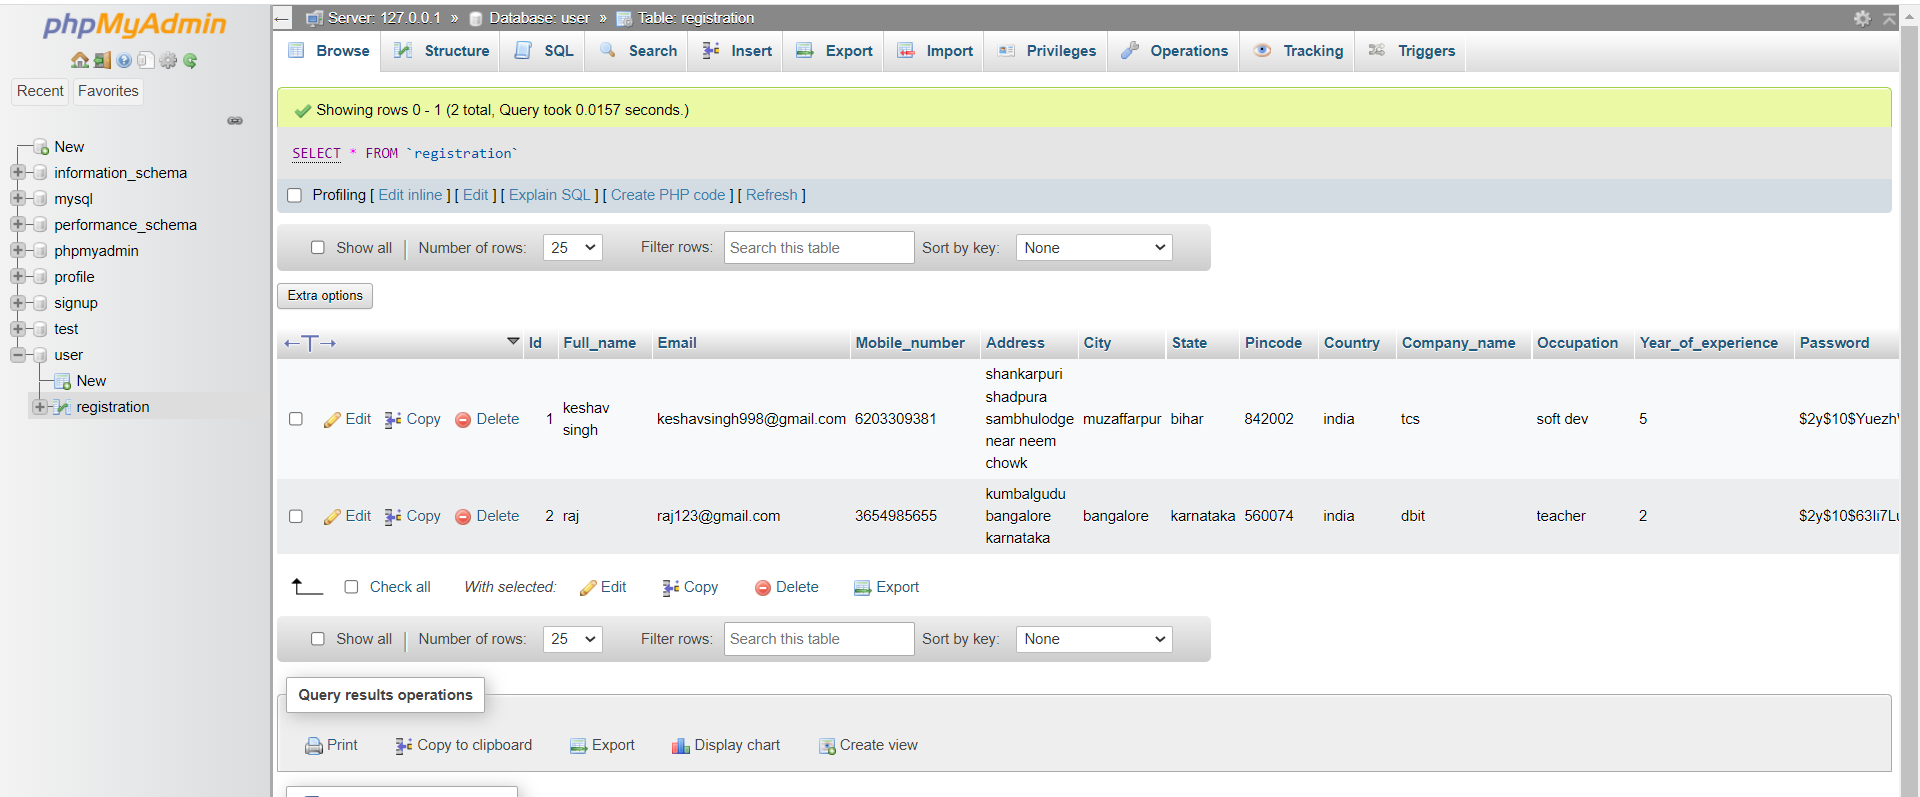 phpMyAdmin
Recent Favorites
New
information_schema
mysql
performance_schema
phpmyadmin
profile
signup
test
user
New
registration
Server: 127.0.0.1 » Database: user » Table: registration
Browse Structure SQL Search Insert Export Import Privileges Operations Tracking Triggers
Showing rows 0 - 1 (2 total, Query took 0.0157 seconds.)
SELECT * FROM `registration`
Profiling [ Edit inline ] [ Edit ] [ Explain SQL ] [ Create PHP code ] [ Refresh ]
Show all Number of rows: 25 Filter rows: Search this table Sort by key: None
Extra options
←T→ Id Full_name Email Mobile_number Address City State Pincode Country Company_name Occupation Year_of_experience Password
Edit Copy Delete 1 keshav singh keshavsingh998@gmail.com 6203309381 shankarpuri shadpura sambhulodge near neem chowk muzaffarpur bihar 842002 india tcs soft dev 5 $2y$10$Yuezh
Edit Copy Delete 2 raj raj123@gmail.com 3654985655 kumbalgudu bangalore karnataka bangalore karnataka 560074 india dbit teacher 2
Check all With selected: Edit Copy Delete Export
Show all Number of rows: 25 Filter rows: Search this table Sort by key: None
Query results operations
Print Copy to clipboard Export Display chart Create view